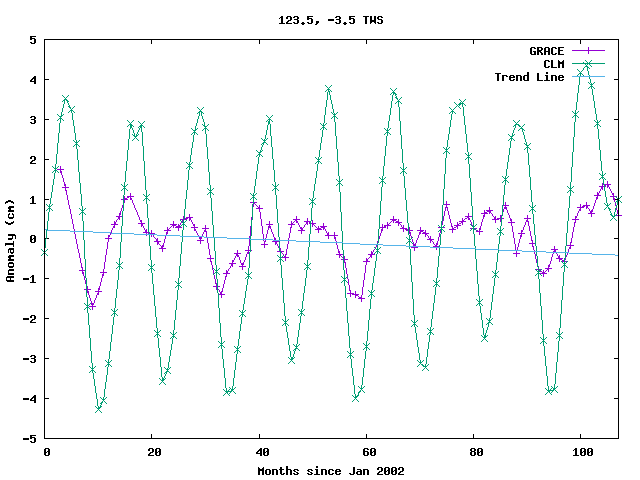 123.5, -3.5 TWS
GRACE
CLM
Trend Line
Anomaly (cm)
5
4
3
2
1
0
-1
-2
-3
-4
-5
0 20 40 60 80 100
Months since Jan 2002